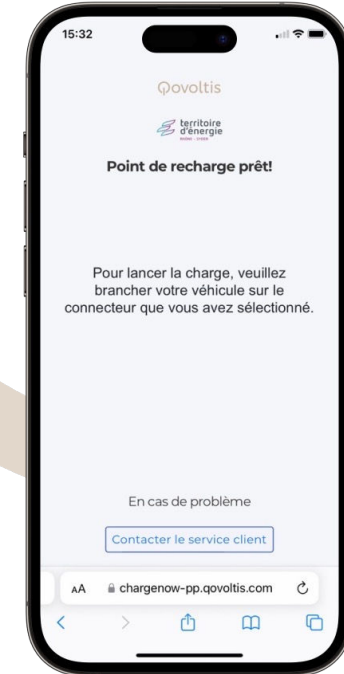 15:32
Qovoltis
territoire
d'énergie
Point de recharge prêt!
Pour lancer la charge, veuillez
brancher votre véhicule sur le
connecteur que vous avez sélectionné.
En cas de problème
Contacter le service client
AA chargenow-pp.qovoltis.com